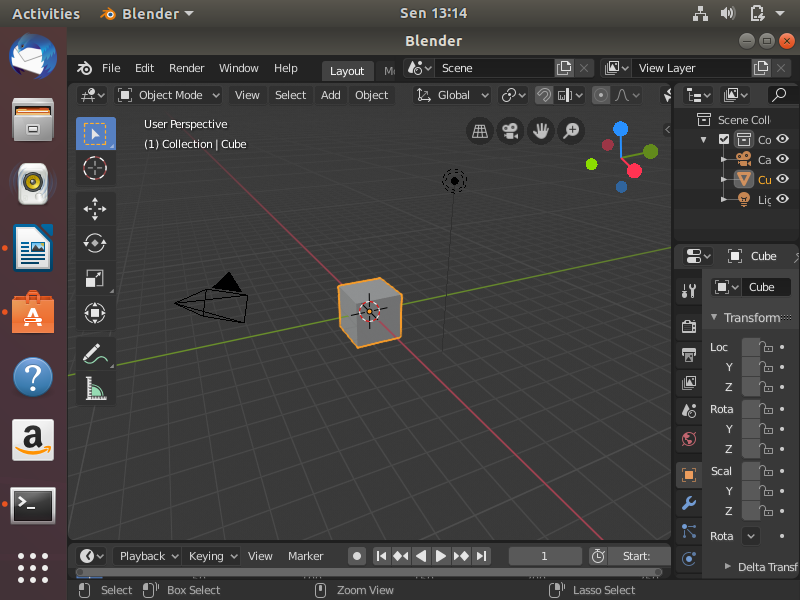 Activities Blender Sen 13:14
Blender
File Edit Render Window Help Layout Scene View Layer
Object Mode View Select Add Object Global
User Perspective
(1) Collection | Cube
Scene Coll
Co
Ca
Cu
Lig
Cube
Cube
Transform
Loc
Y
Z
Rota
Y
Z
Scal
Y
Z
Rota
Delta Transf
Playback Keying View Marker 1 Start:
Select Box Select Zoom View Lasso Select